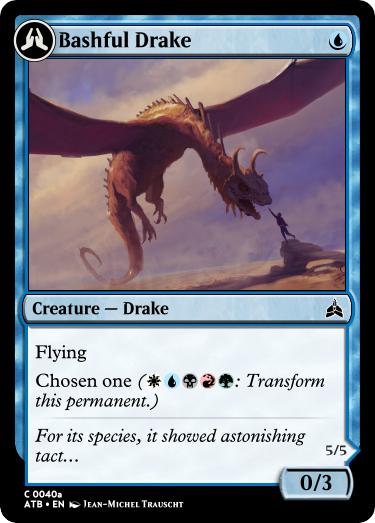 Bashful Drake
Creature — Drake
Flying
Chosen one (: Transform
this permanent.)
For its species, it showed astonishing
tact…
5/5
0/3
C 0040a
ATB • EN Jean-Michel Trauscht